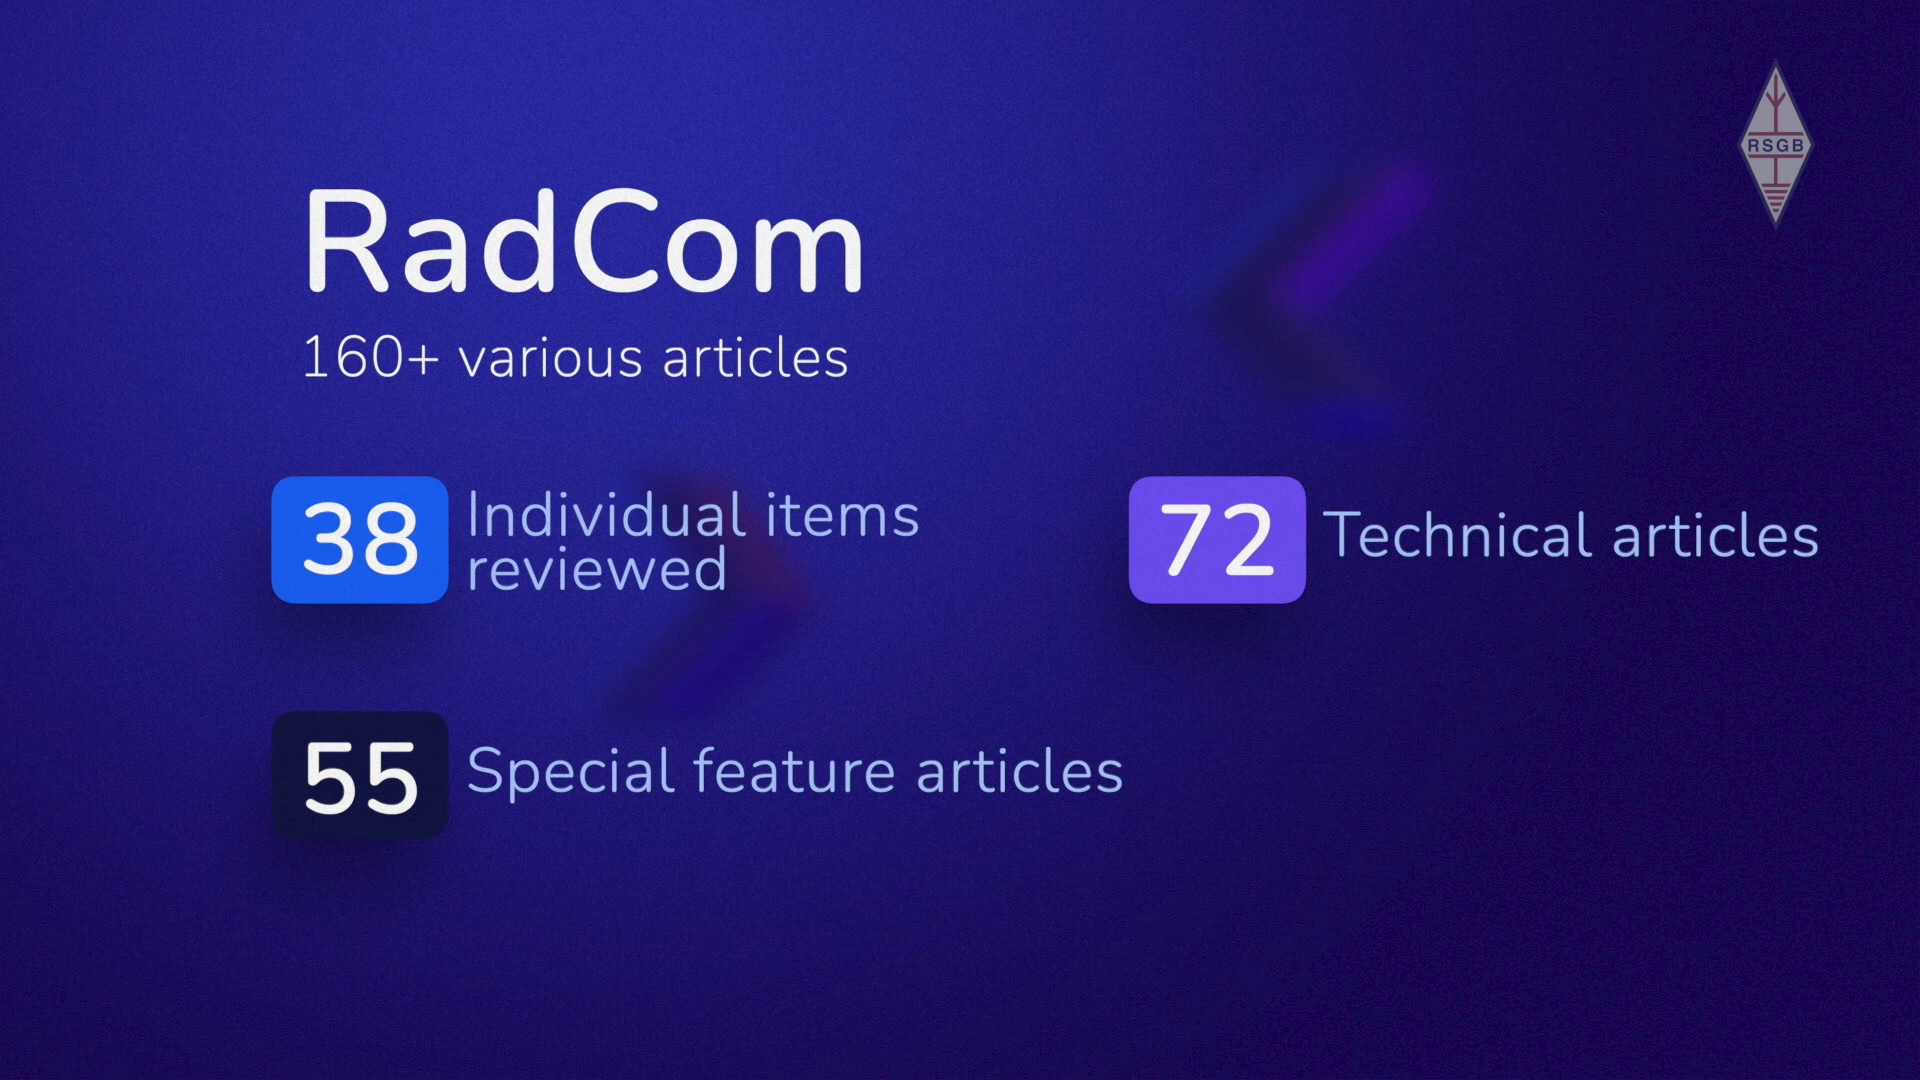 RSGB
RadCom
160+ various articles
38
Individual items
reviewed
72
Technical articles
55
Special feature articles